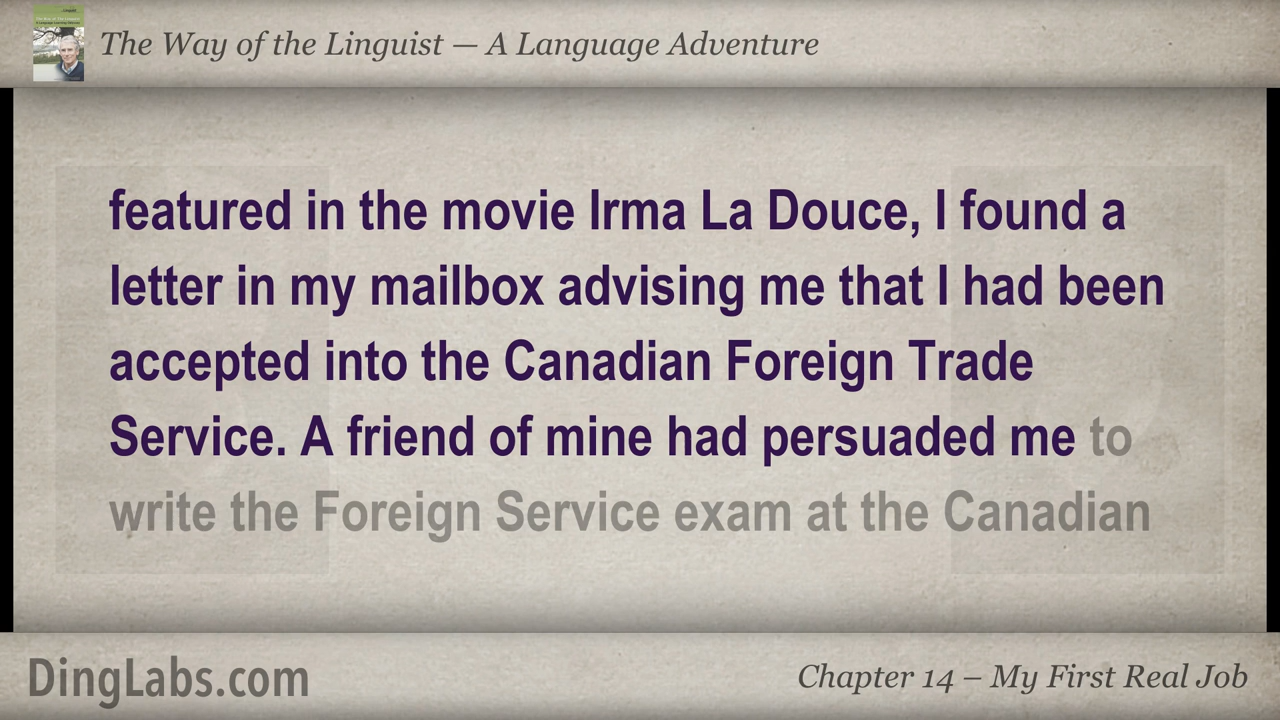 The Way of the Linguist — A Language Adventure
featured in the movie Irma La Douce, I found a
letter in my mailbox advising me that I had been
accepted into the Canadian Foreign Trade
Service. A friend of mine had persuaded me to
write the Foreign Service exam at the Canadian
DingLabs.com
Chapter 14 – My First Real Job